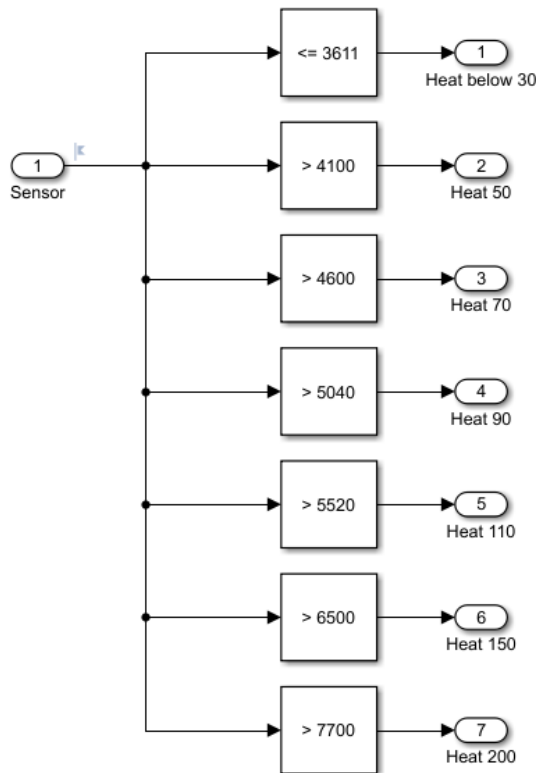 <= 3611
1
Heat below 30
1
Sensor
> 4100
2
Heat 50
> 4600
3
Heat 70
> 5040
4
Heat 90
> 5520
5
Heat 110
> 6500
6
Heat 150
> 7700
7
Heat 200